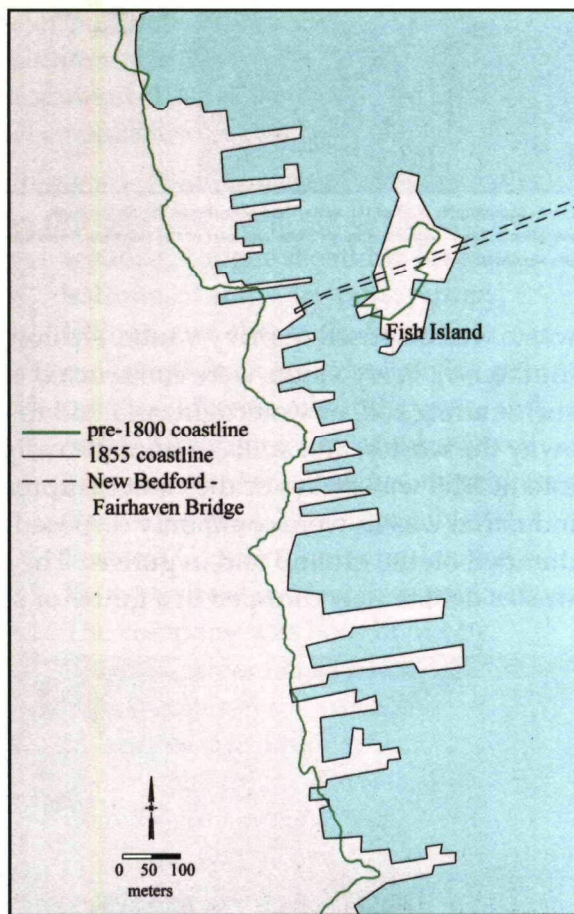 Fish Island
pre-1800 coastline
1855 coastline
New Bedford -
Fairhaven Bridge
0 50 100
meters